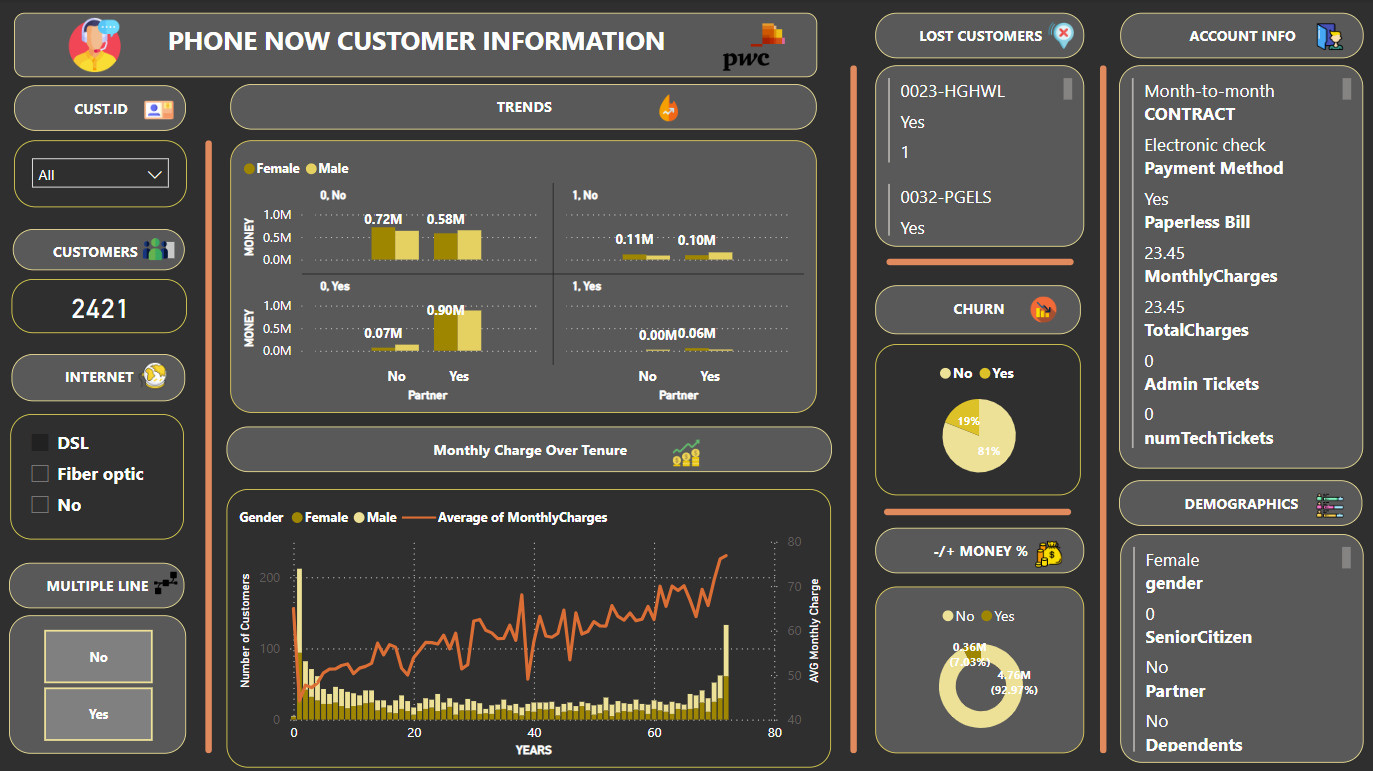 PHONE NOW CUSTOMER INFORMATION
pwc
CUST.ID
All
CUSTOMERS
2421
INTERNET
DSL
Fiber optic
No
MULTIPLE LINE
No
Yes
TRENDS
Female Male
0, No
1, No
MONEY
1.0M
0.5M
0.0M
0.72M
0.58M
0.11M
0.10M
0, Yes
1, Yes
MONEY
1.0M
0.5M
0.0M
0.07M
0.90M
0.00M
0.06M
No Yes
No Yes
Partner
Partner
Monthly Charge Over Tenure
Gender Female Male Average of MonthlyCharges
Number of Customers
200
100
0
80
70
60
50
40
AVG Monthly Charge
0 20 40 60 80
YEARS
LOST CUSTOMERS
0023-HGHWL
Yes
1
0032-PGELS
Yes
CHURN
No Yes
19%
81%
-/+ MONEY %
No Yes
0.36M
(7.03%)
4.76M
(92.97%)
ACCOUNT INFO
Month-to-month
CONTRACT
Electronic check
Payment Method
Yes
Paperless Bill
23.45
MonthlyCharges
23.45
TotalCharges
0
Admin Tickets
0
numTechTickets
DEMOGRAPHICS
Female
gender
0
SeniorCitizen
No
Partner
No
Dependents